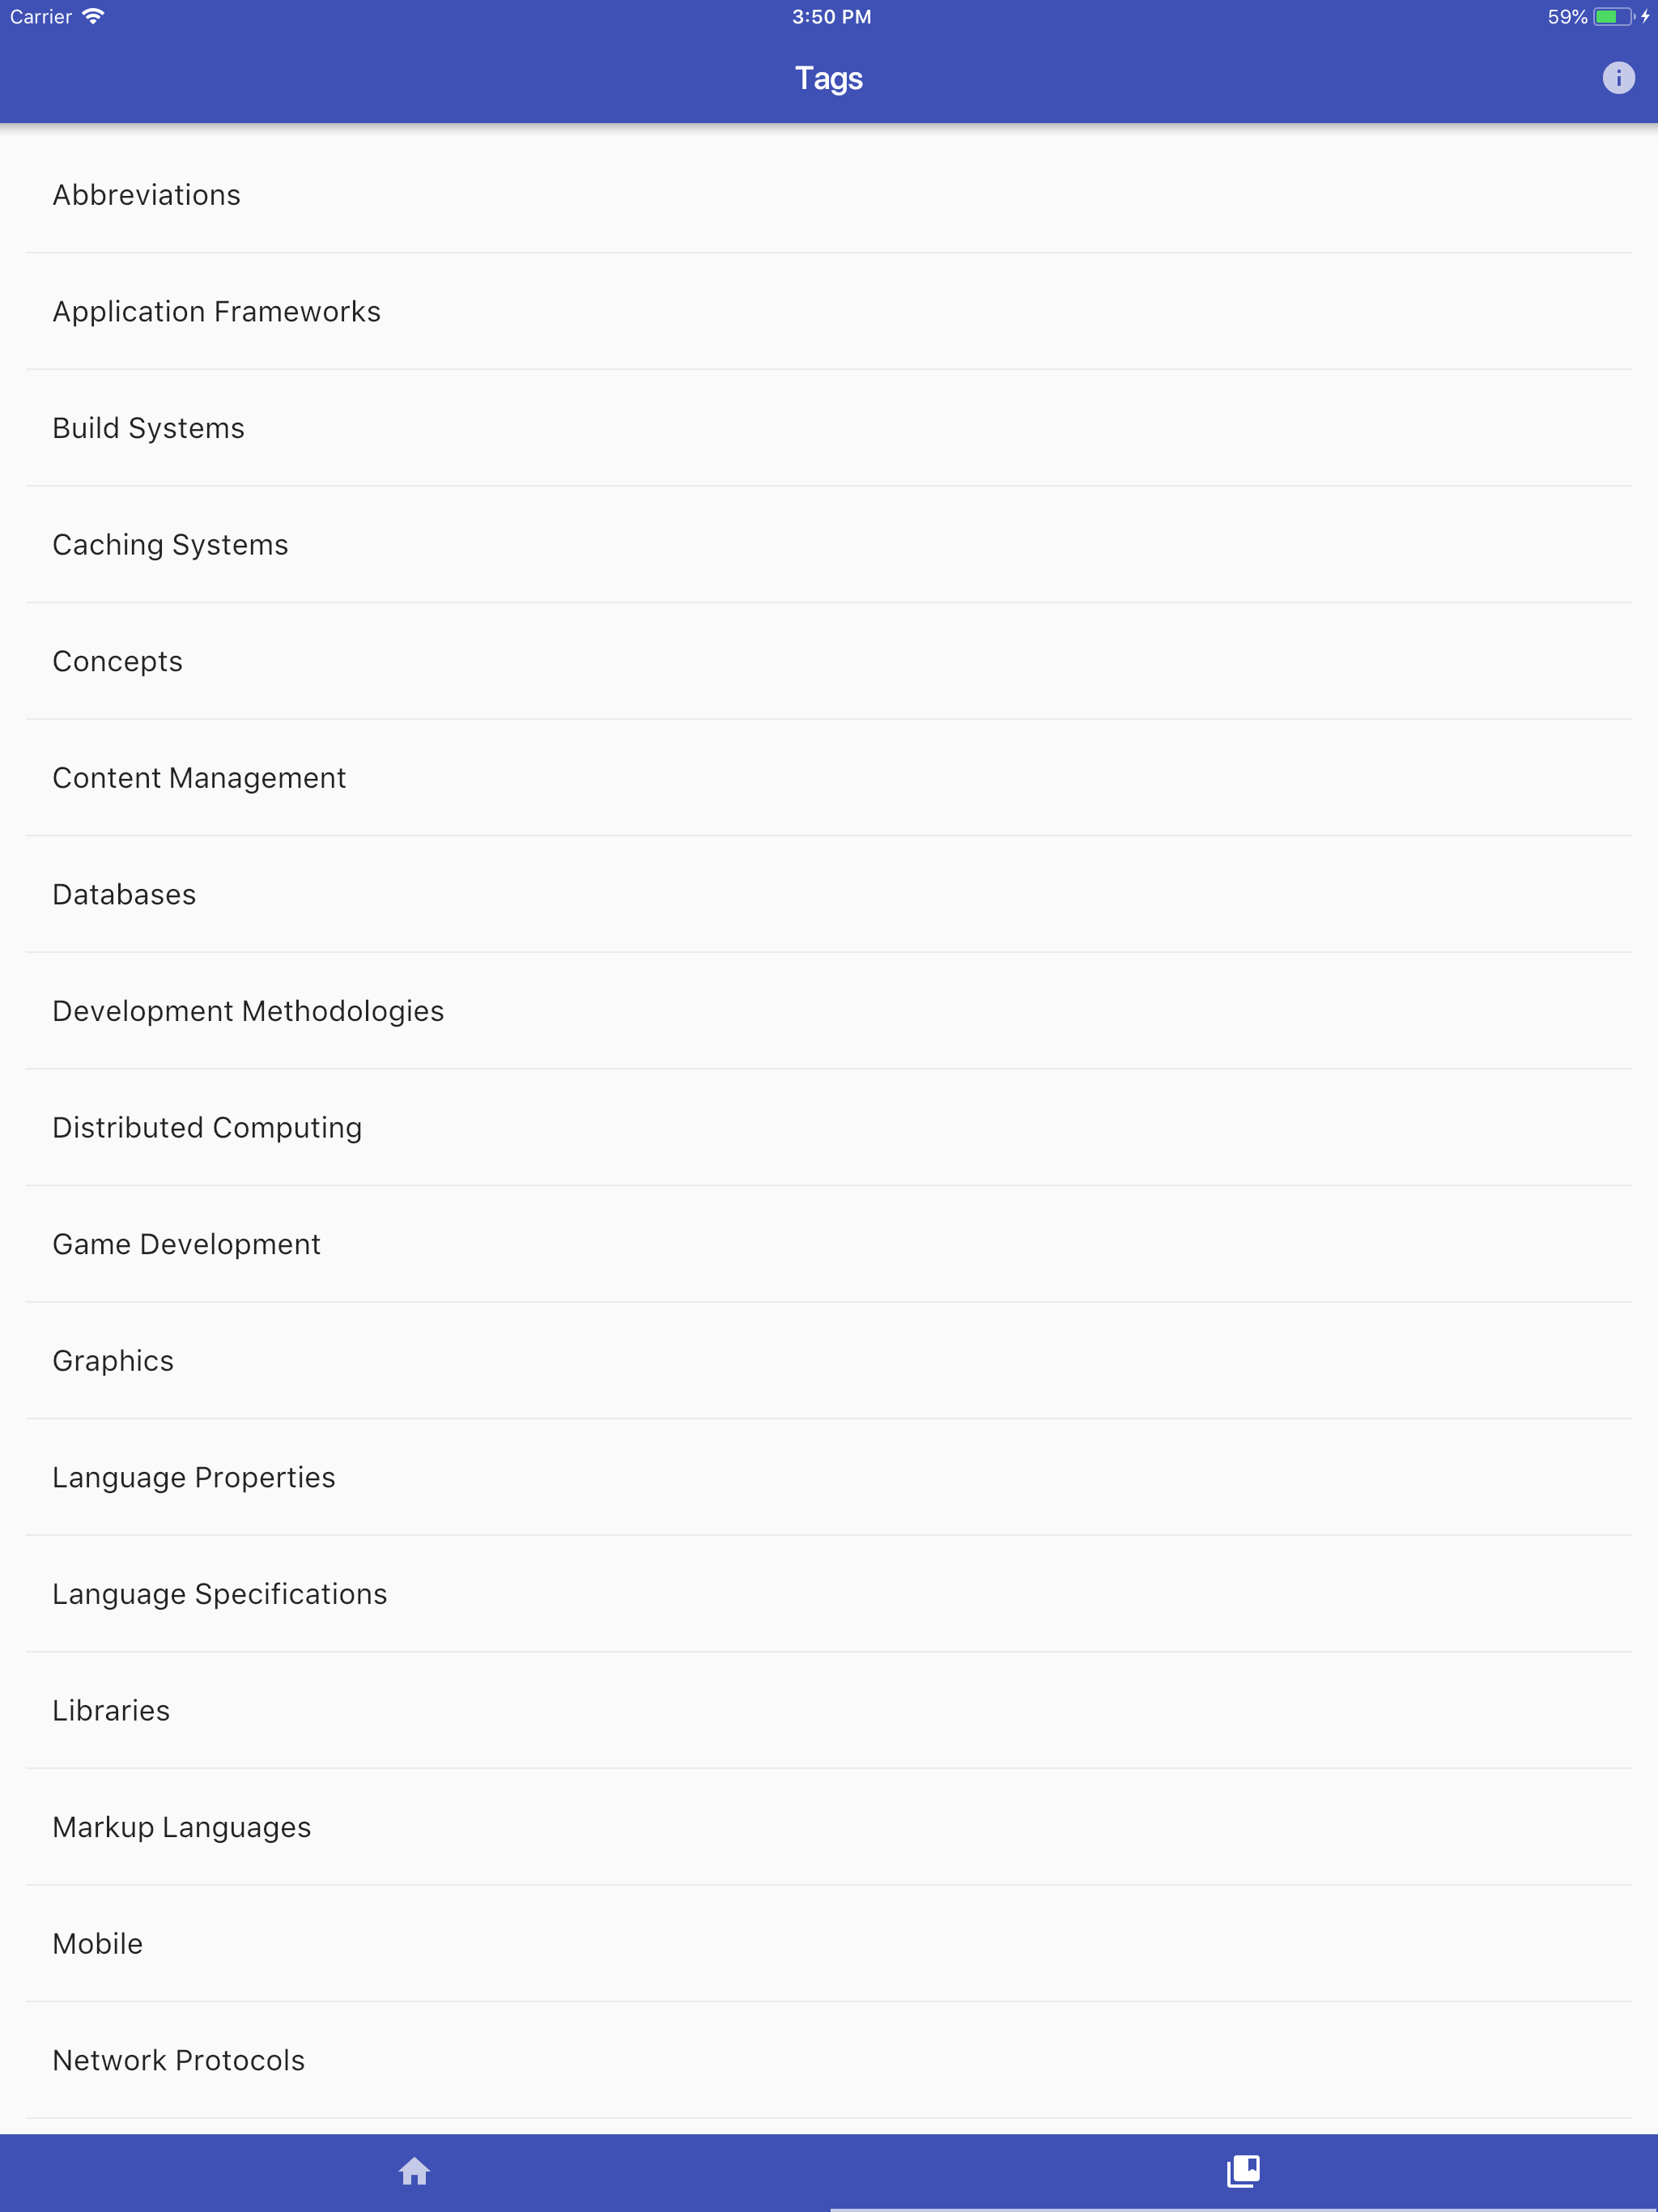 Carrier 3:50 PM 59%
Tags
Abbreviations
Application Frameworks
Build Systems
Caching Systems
Concepts
Content Management
Databases
Development Methodologies
Distributed Computing
Game Development
Graphics
Language Properties
Language Specifications
Libraries
Markup Languages
Mobile
Network Protocols